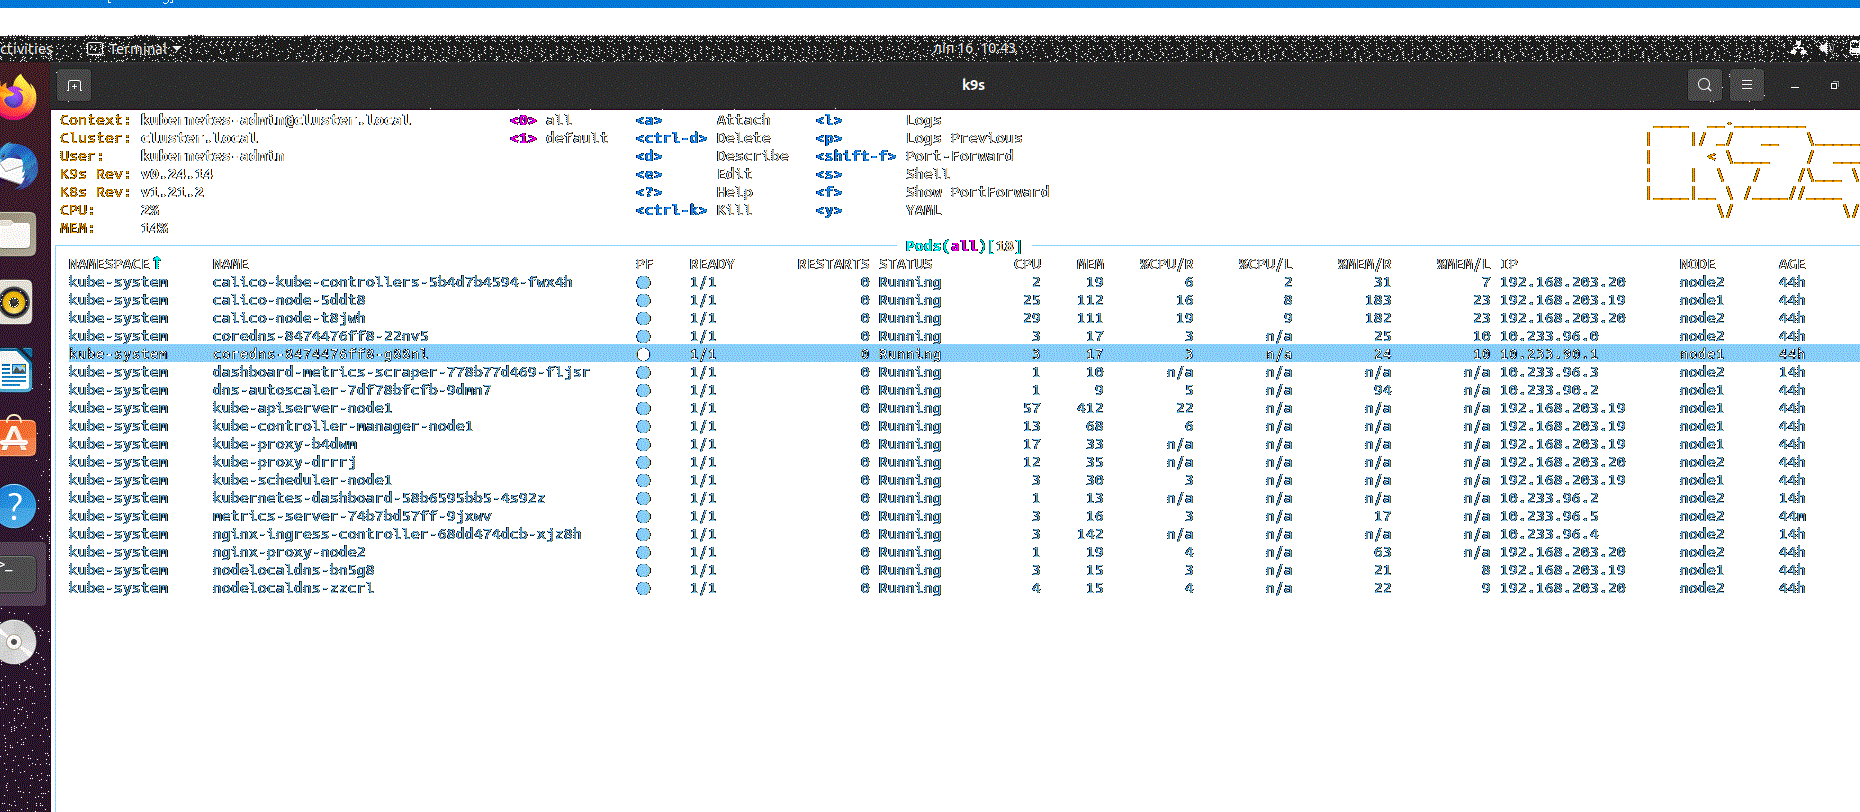 ctivities Terminal лип 16 10:43
k9s
Context: kubernetes-admin@cluster.local <0> all <a> Attach <l> Logs
Cluster: cluster.local <1> default <ctrl-d> Delete <p> Logs Previous
User: kubernetes-admin <d> Describe <shift-f> Port-Forward
K9s Rev: v0.24.14 <e> Edit <s> Shell
K8s Rev: v1.21.2 <?> Help <f> Show PortForward
CPU: 2% <ctrl-k> Kill <y> YAML
MEM: 14%
Pods(all)[18]
NAMESPACE↑ NAME PF READY RESTARTS STATUS CPU MEM %CPU/R %CPU/L %MEM/R %MEM/L IP NODE AGE
kube-system calico-kube-controllers-5b4d7b4594-fwx4h 1/1 0 Running 2 19 6 2 31 7 192.168.203.20 node2 44h
kube-system calico-node-5ddt8 1/1 0 Running 25 112 16 8 183 23 192.168.203.19 node1 44h
kube-system calico-node-t8jwh 1/1 0 Running 29 111 19 9 182 23 192.168.203.20 node2 44h
kube-system coredns-8474476ff8-22nv5 1/1 0 Running 3 17 3 n/a 25 10 10.233.96.0 node2 44h
kube-system 1/1 0 Running 3 17 3 n/a 24 10 10.233.90.1 node1 44h
kube-system dashboard-metrics-scraper-778b77d469-fljsr 1/1 0 Running 1 10 n/a n/a n/a n/a 10.233.96.3 node2 14h
kube-system dns-autoscaler-7df78bfcfb-9dmn7 1/1 0 Running 1 9 5 n/a 94 n/a 10.233.90.2 node1 44h
kube-system kube-apiserver-node1 1/1 0 Running 57 412 22 n/a n/a n/a 192.168.203.19 node1 44h
kube-system kube-controller-manager-node1 1/1 0 Running 13 68 6 n/a n/a n/a 192.168.203.19 node1 44h
kube-system kube-proxy-b4dwm 1/1 0 Running 17 33 n/a n/a n/a n/a 192.168.203.19 node1 44h
kube-system kube-proxy-drrrj 1/1 0 Running 12 35 n/a n/a n/a n/a 192.168.203.20 node2 44h
kube-system kube-scheduler-node1 1/1 0 Running 3 30 3 n/a n/a n/a 192.168.203.19 node1 44h
kube-system kubernetes-dashboard-58b6595bb5-4s92z 1/1 0 Running 1 13 n/a n/a n/a n/a 10.233.96.2 node2 14h
kube-system metrics-server-74b7bd57ff-9jxwv 1/1 0 Running 3 16 3 n/a 17 n/a 10.233.96.5 node2 44m
kube-system nginx-ingress-controller-68dd474dcb-xjz8h 1/1 0 Running 3 142 n/a n/a n/a n/a 10.233.96.4 node2 14h
kube-system nginx-proxy-node2 1/1 0 Running 1 19 4 n/a 63 n/a 192.168.203.20 node2 44h
kube-system nodelocaldns-bn5g8 1/1 0 Running 3 15 3 n/a 21 8 192.168.203.19 node1 44h
kube-system nodelocaldns-zzcrl 1/1 0 Running 4 15 4 n/a 22 9 192.168.203.20 node2 44h